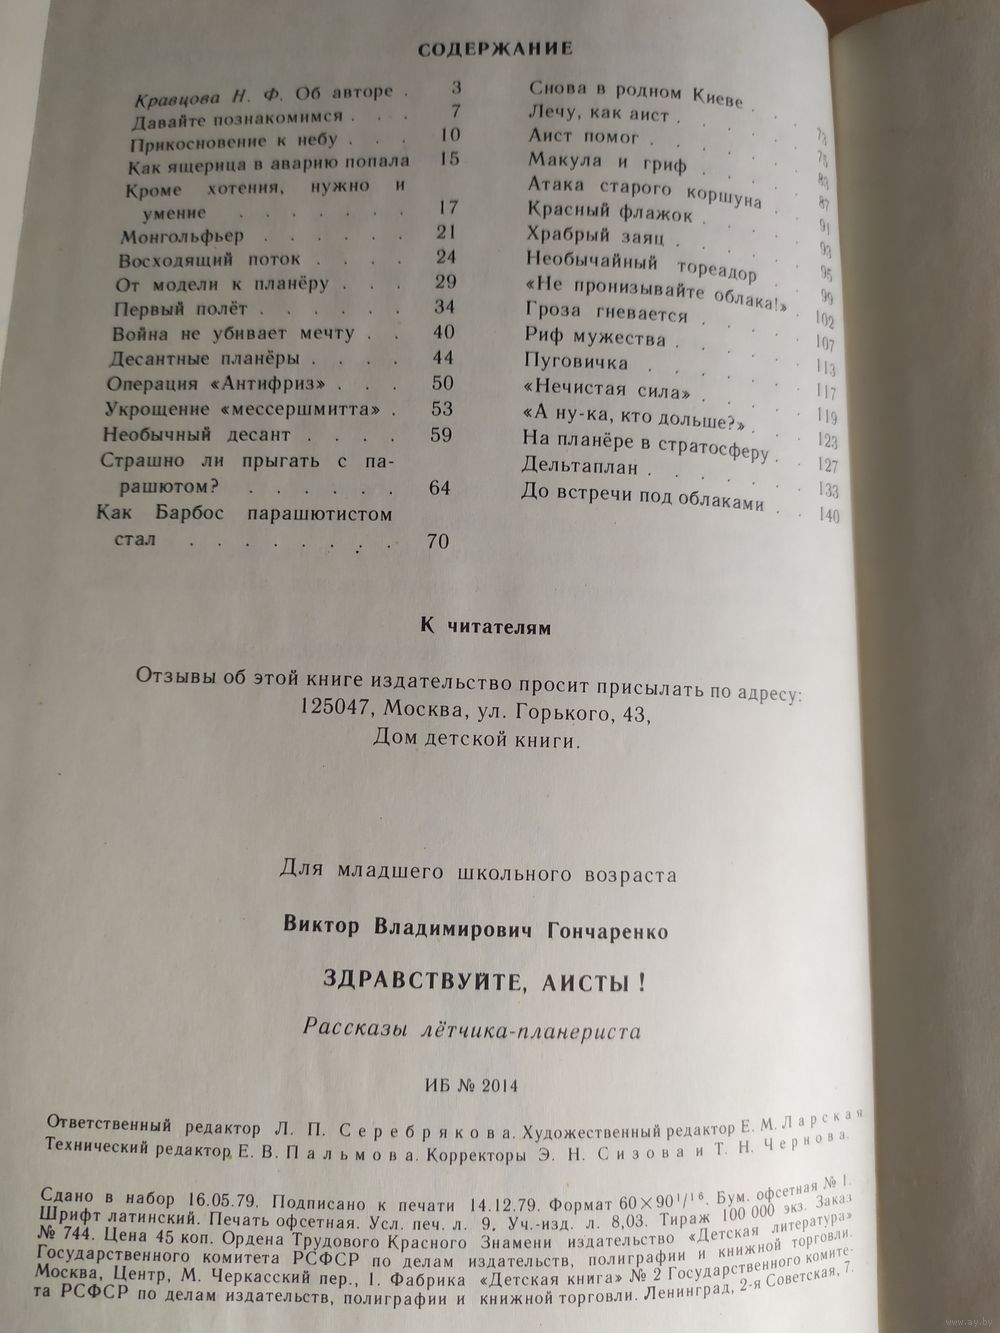 СОДЕРЖАНИЕ
Кравцова Н. Ф. Об авторе . 3
Давайте познакомимся . . . 7
Прикосновение к небу . . . 10
Как ящерица в аварию попала 15
Кроме хотения, нужно и
умение . . . . . . . 17
Монгольфьер . . . . . . 21
Восходящий поток . . . . 24
От модели к планёру . . . 29
Первый полёт . . . . . . 34
Война не убивает мечту . . 40
Десантные планёры . . . . 44
Операция «Антифриз» . . . 50
Укрощение «мессершмитта» . 53
Необычный десант . . . . 59
Страшно ли прыгать с па-
рашютом? . . . . . . 64
Как Барбос парашютистом
стал . . . . . . . . 70
Снова в родном Киеве . .
Лечу, как аист . . . .
Аист помог . . . . .
Макула и гриф . . . . 83
Атака старого коршуна . . 87
Красный флажок . . . . 91
Храбрый заяц . . . . . 93
Необычайный тореадор . . 95
«Не пронизывайте облака!» . 99
Гроза гневается . . . . 102
Риф мужества . . . . . 107
Пуговичка . . . . . . 113
«Нечистая сила» . . . . 117
«А ну-ка, кто дольше?» . . 119
На планёре в стратосферу . . 123
Дельтаплан . . . . . . 127
До встречи под облаками . . 133
140
К читателям
Отзывы об этой книге издательство просит присылать по адресу:
125047, Москва, ул. Горького, 43,
Дом детской книги.
Для младшего школьного возраста
Виктор Владимирович Гончаренко
ЗДРАВСТВУЙТЕ, АИСТЫ!
Рассказы лётчика-планериста
ИБ № 2014
Ответственный редактор Л. П. Серебрякова. Художественный редактор Е. М. Ларская
Технический редактор Е. В. Пальмова. Корректоры Э. Н. Сизова и Т. Н. Чернова.
Сдано в набор 16.05.79. Подписано к печати 14.12.79. Формат 60×90¹/₁₆. Бум. офсетная № 1.
Шрифт латинский. Печать офсетная. Усл. печ. л. 9. Уч.-изд. л. 8,03. Тираж 100 000 экз. Заказ
№ 744. Цена 45 коп. Ордена Трудового Красного Знамени издательство «Детская литература»
Государственного комитета РСФСР по делам издательств, полиграфии и книжной торговли.
Москва, Центр, М. Черкасский пер., 1. Фабрика «Детская книга» № 2 Государственного комите-
та РСФСР по делам издательств, полиграфии и книжной торговли. Ленинград, 2-я Советская, 7.
www.ay.by